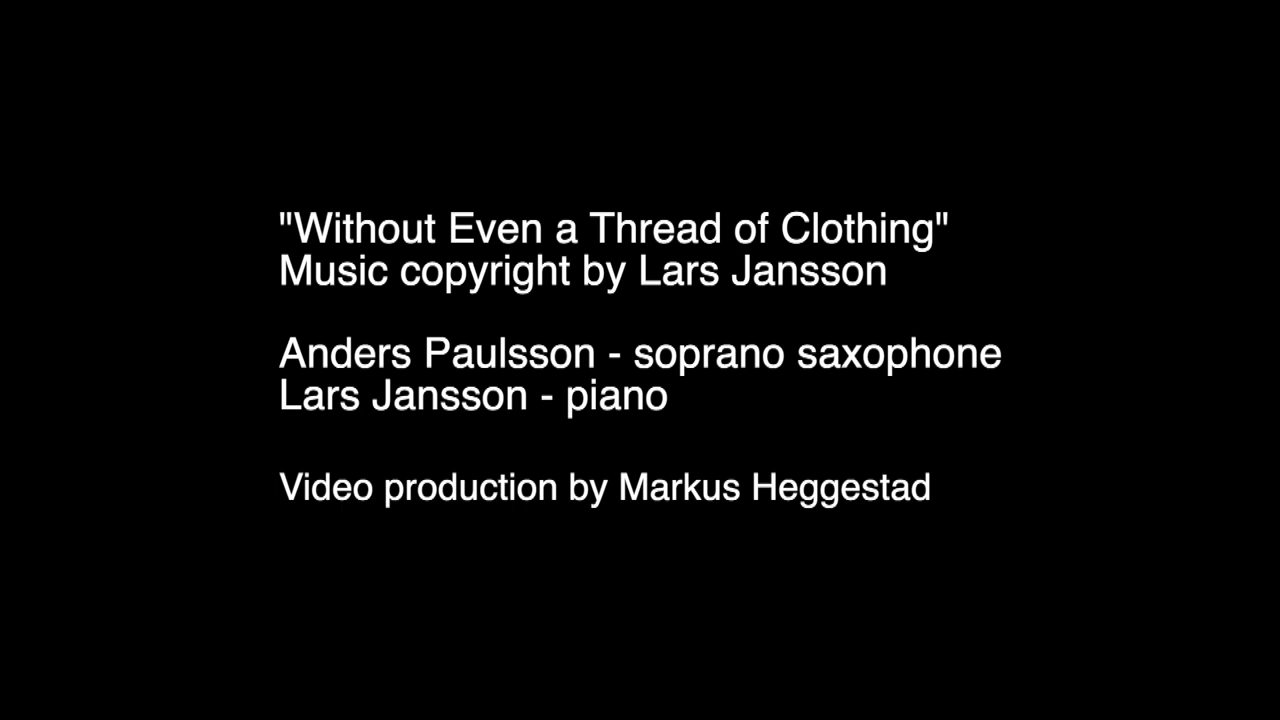 "Without Even a Thread of Clothing"
Music copyright by Lars Jansson
Anders Paulsson - soprano saxophone
Lars Jansson - piano
Video production by Markus Heggestad